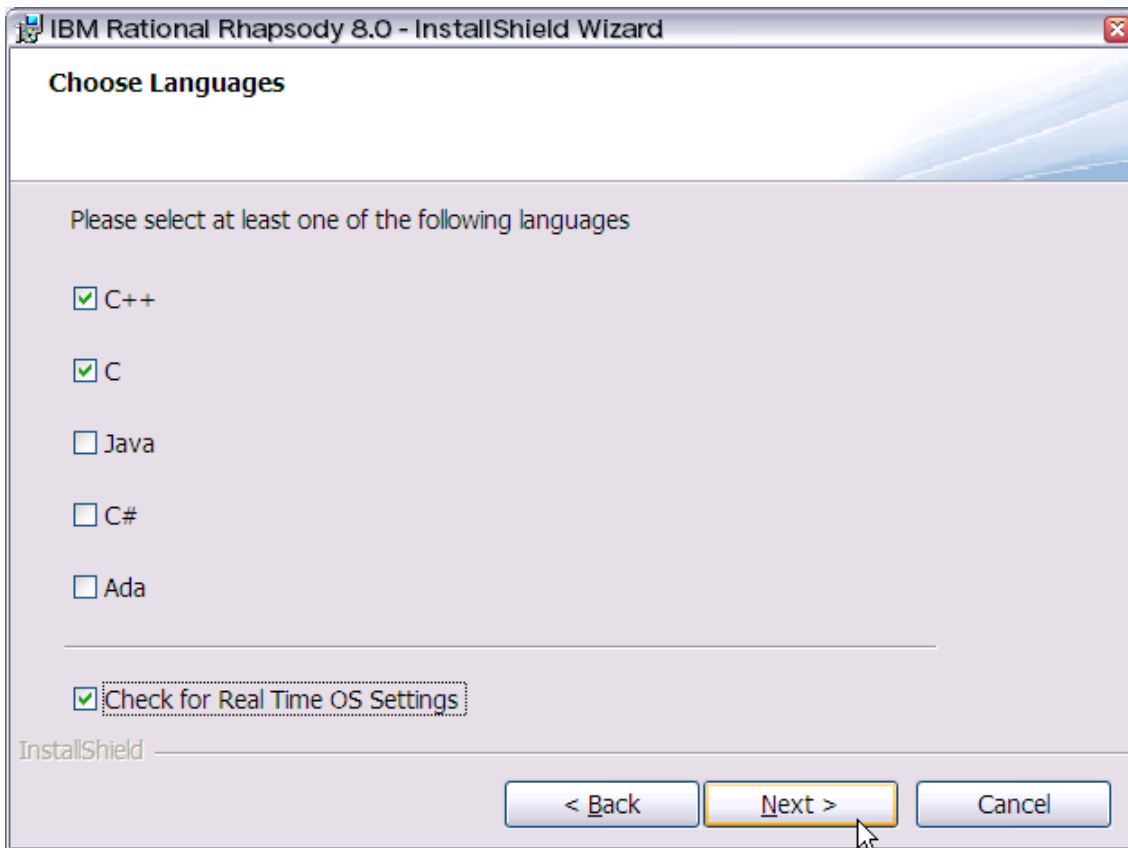 IBM Rational Rhapsody 8.0 - InstallShield Wizard
Choose Languages
Please select at least one of the following languages
C++
C
Java
C#
Ada
Check for Real Time OS Settings
InstallShield
< Back Next > Cancel